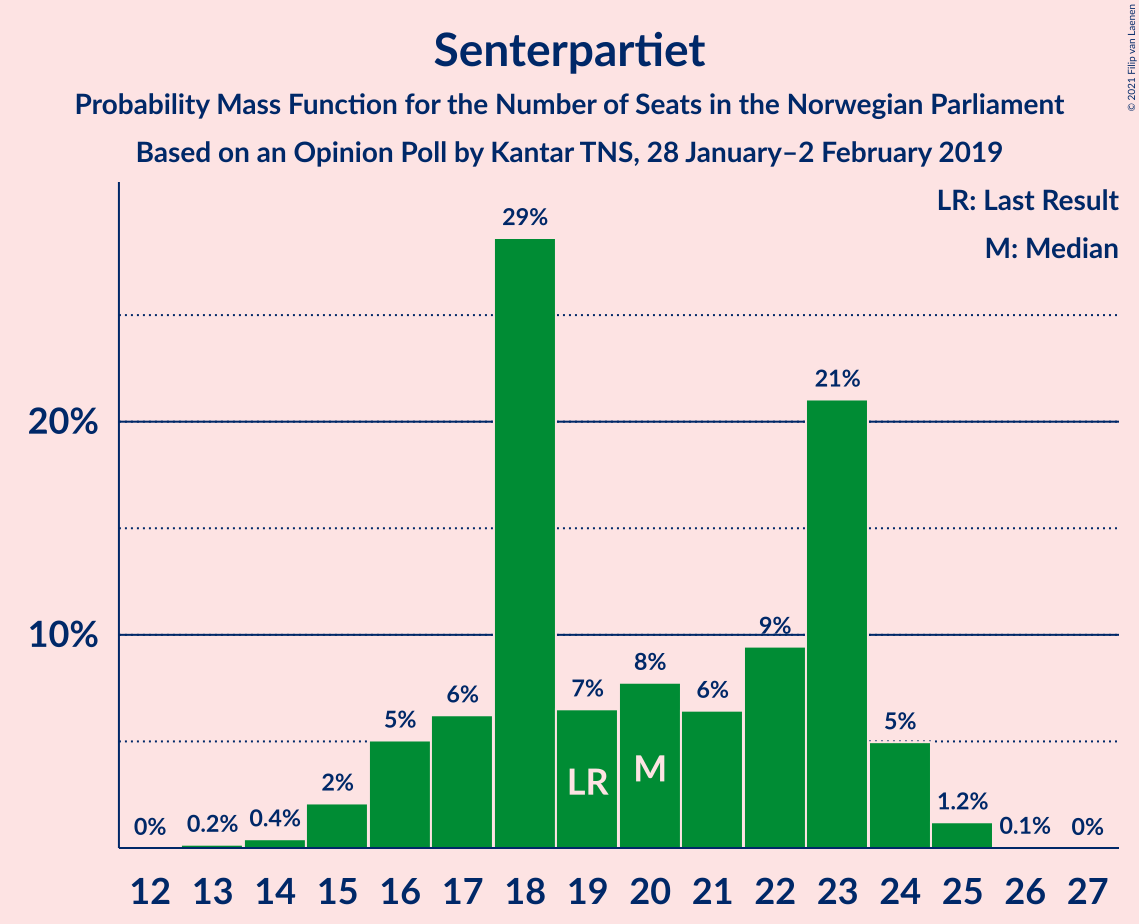 Senterpartiet
Probability Mass Function for the Number of Seats in the Norwegian Parliament
Based on an Opinion Poll by Kantar TNS, 28 January–2 February 2019
© 2021 Filip van Laenen
LR: Last Result
M: Median
20%
10%
0%
0.2%
0.4%
2%
5%
6%
29%
7%
8%
6%
9%
21%
5%
1.2%
0.1%
0%
LR
M
12 13 14 15 16 17 18 19 20 21 22 23 24 25 26 27